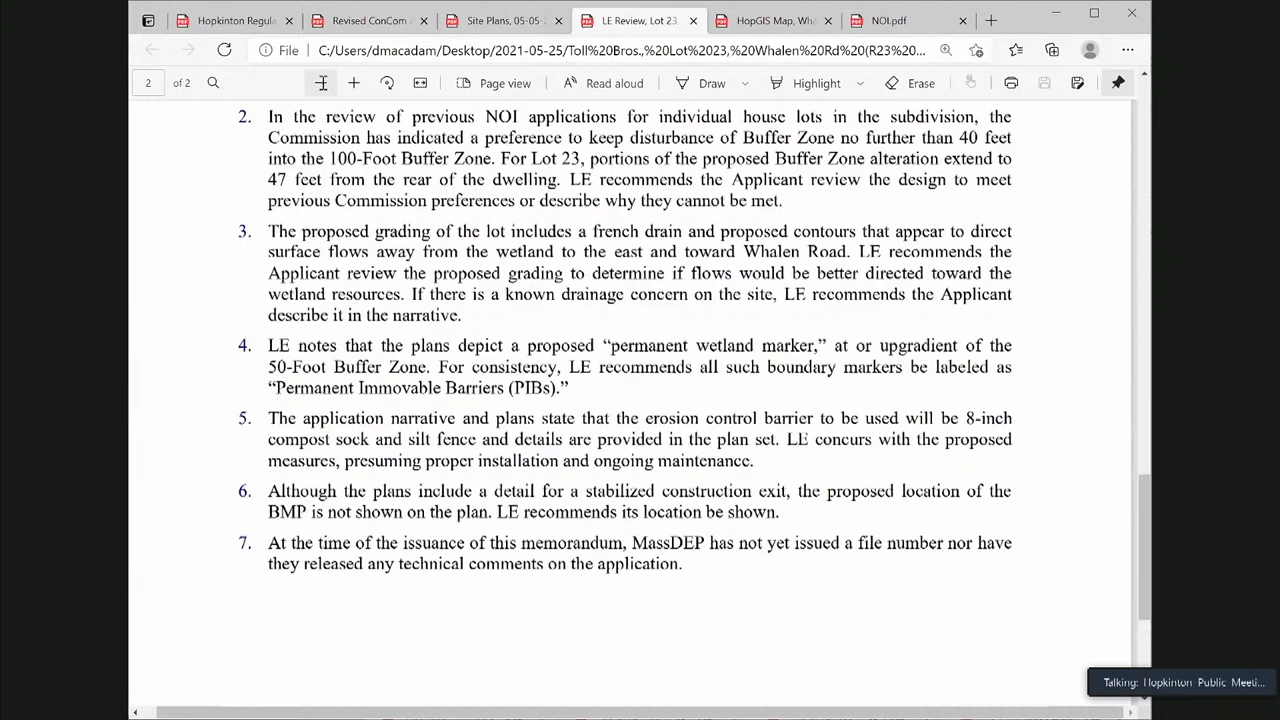 Hopkinton Regula
Revised ConCom
Site Plans, 05-05-
LE Review, Lot 23,
HopGIS Map, Wha
NOI.pdf
File
C:/Users/dmacadam/Desktop/2021-05-25/Toll%20Bros.,%20Lot%2023,%20Whalen%20Rd%20(R23%20...
2 of 2
Page view
Read aloud
Draw
Highlight
Erase
2. In the review of previous NOI applications for individual house lots in the subdivision, the
Commission has indicated a preference to keep disturbance of Buffer Zone no further than 40 feet
into the 100-Foot Buffer Zone. For Lot 23, portions of the proposed Buffer Zone alteration extend to
47 feet from the rear of the dwelling. LE recommends the Applicant review the design to meet
previous Commission preferences or describe why they cannot be met.
3. The proposed grading of the lot includes a french drain and proposed contours that appear to direct
surface flows away from the wetland to the east and toward Whalen Road. LE recommends the
Applicant review the proposed grading to determine if flows would be better directed toward the
wetland resources. If there is a known drainage concern on the site, LE recommends the Applicant
describe it in the narrative.
4. LE notes that the plans depict a proposed “permanent wetland marker,” at or upgradient of the
50-Foot Buffer Zone. For consistency, LE recommends all such boundary markers be labeled as
“Permanent Immovable Barriers (PIBs).”
5. The application narrative and plans state that the erosion control barrier to be used will be 8-inch
compost sock and silt fence and details are provided in the plan set. LE concurs with the proposed
measures, presuming proper installation and ongoing maintenance.
6. Although the plans include a detail for a stabilized construction exit, the proposed location of the
BMP is not shown on the plan. LE recommends its location be shown.
7. At the time of the issuance of this memorandum, MassDEP has not yet issued a file number nor have
they released any technical comments on the application.
Talking: Hopkinton Public Meeti...